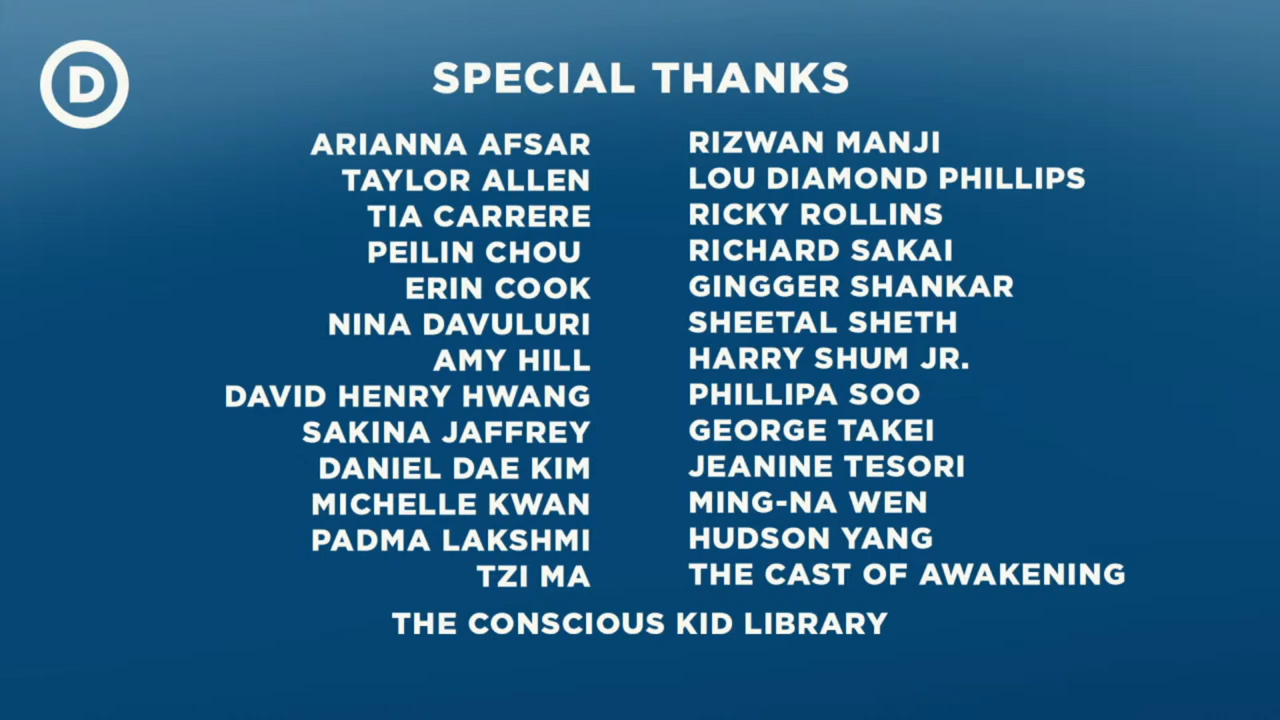 D
SPECIAL THANKS
ARIANNA AFSAR
TAYLOR ALLEN
TIA CARRERE
PEILIN CHOU
ERIN COOK
NINA DAVULURI
AMY HILL
DAVID HENRY HWANG
SAKINA JAFFREY
DANIEL DAE KIM
MICHELLE KWAN
PADMA LAKSHMI
TZI MA
RIZWAN MANJI
LOU DIAMOND PHILLIPS
RICKY ROLLINS
RICHARD SAKAI
GINGGER SHANKAR
SHEETAL SHETH
HARRY SHUM JR.
PHILLIPA SOO
GEORGE TAKEI
JEANINE TESORI
MING-NA WEN
HUDSON YANG
THE CAST OF AWAKENING
THE CONSCIOUS KID LIBRARY